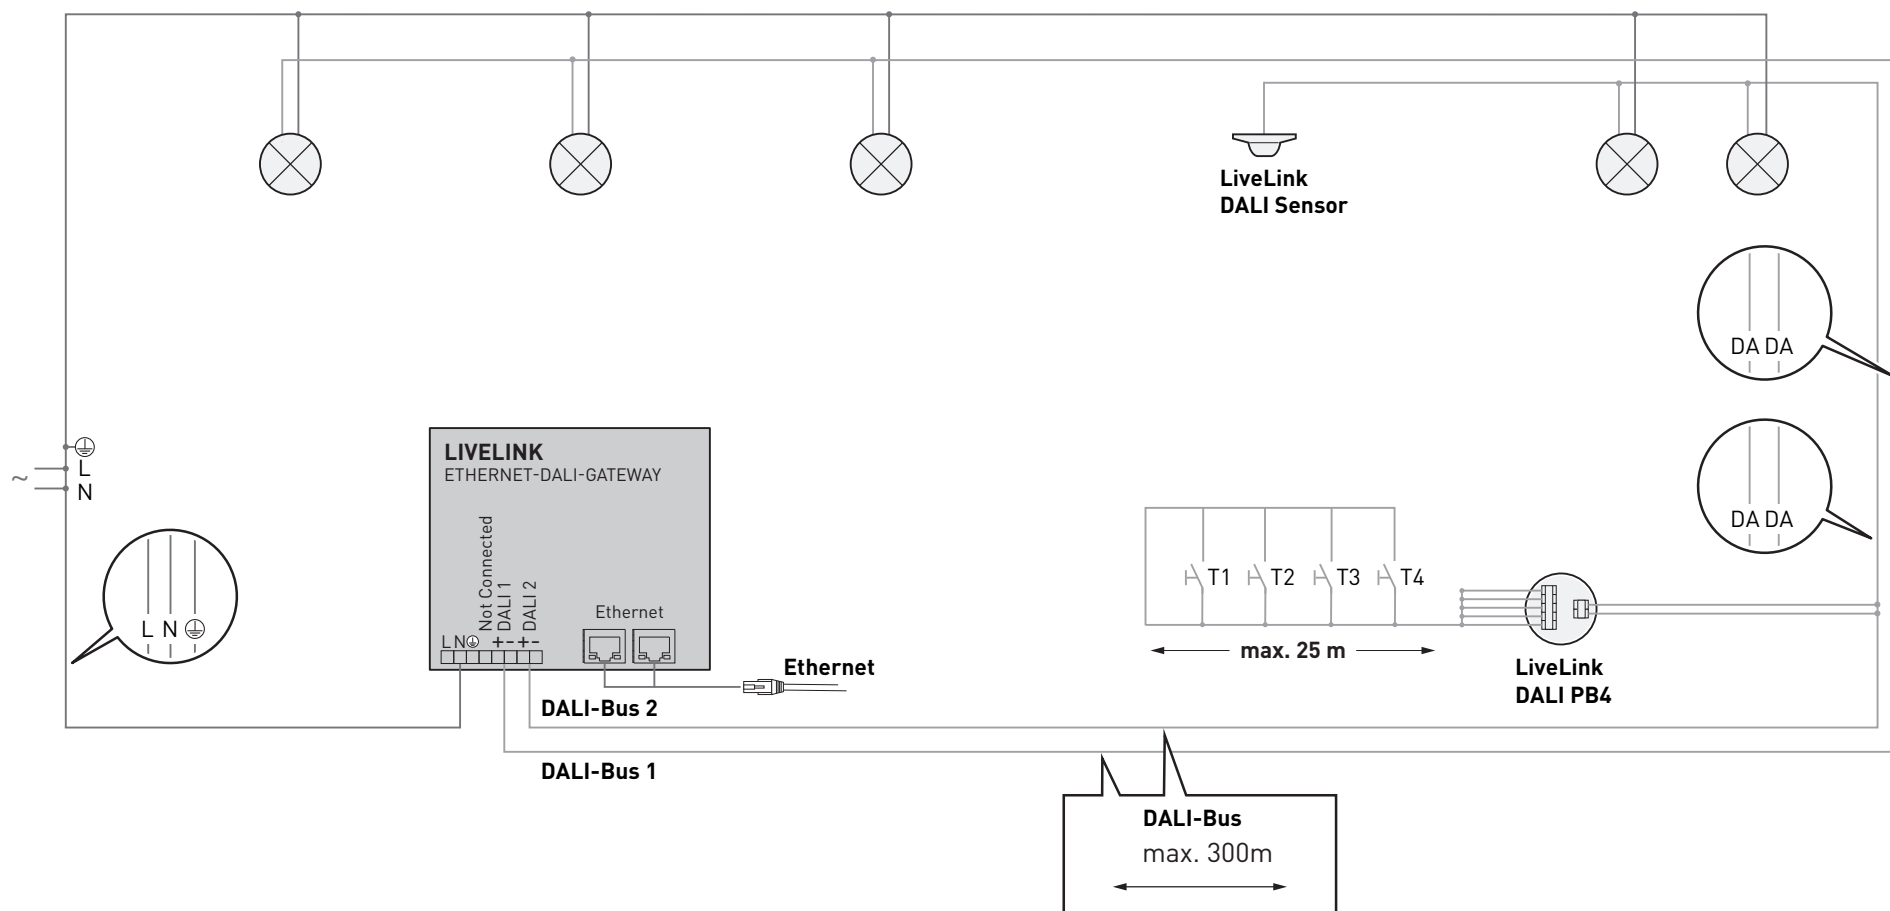 LiveLink
DALI Sensor
DA DA
DA DA
~
L
N
L N
LIVELINK
ETHERNET-DALI-GATEWAY
Not Connected
DALI 1
DALI 2
L N
+ - + -
Ethernet
Ethernet
T1 T2 T3 T4
max. 25 m
LiveLink
DALI PB4
DALI-Bus 2
DALI-Bus 1
DALI-Bus
max. 300m